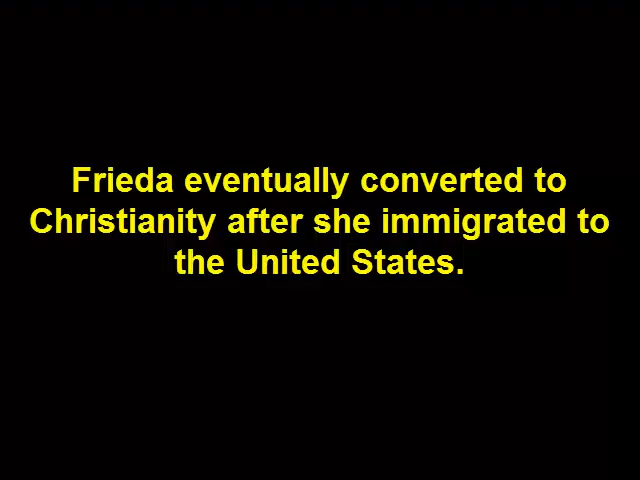 Frieda eventually converted to
Christianity after she immigrated to
the United States.